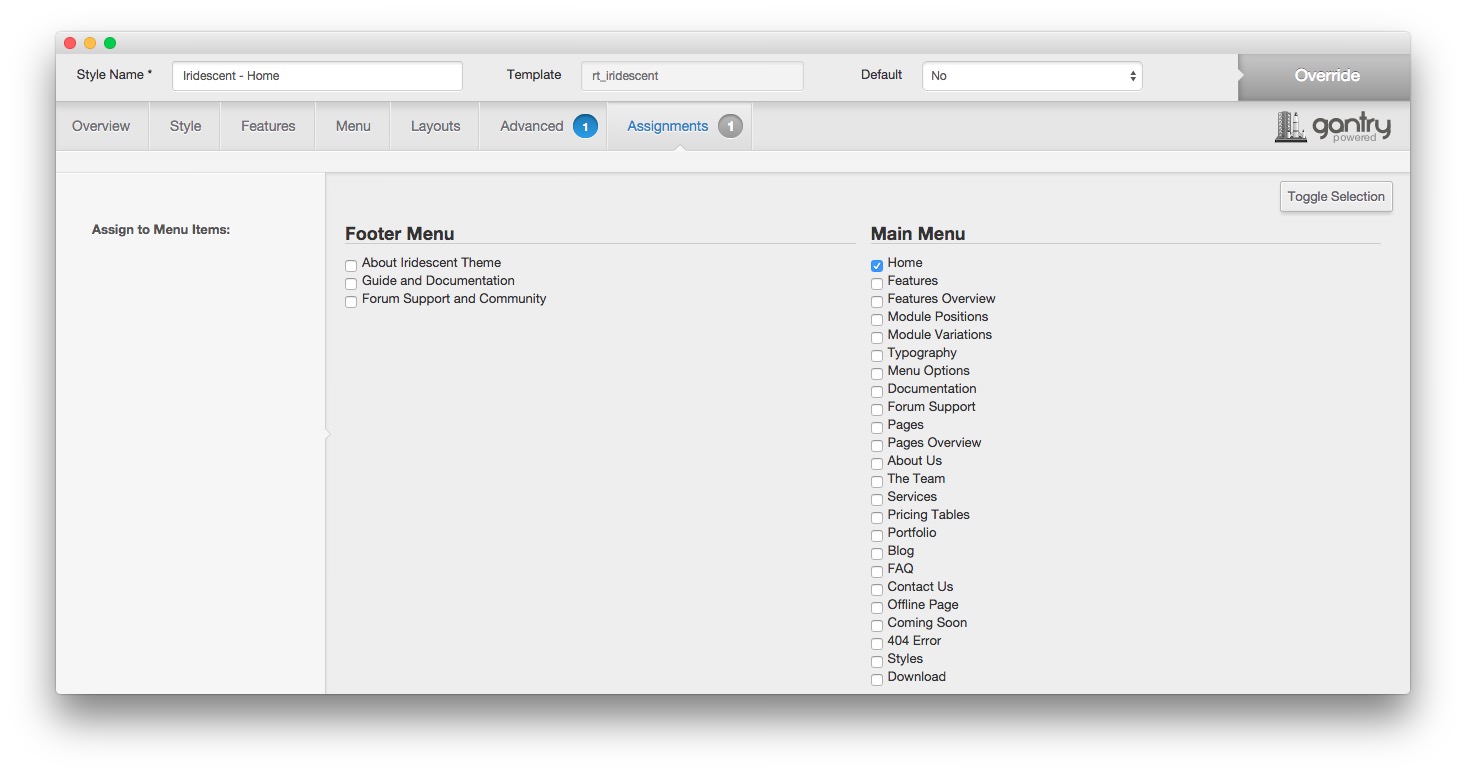 Style Name * Iridescent - Home Template rt_iridescent Default No Override
Overview Style Features Menu Layouts Advanced 1 Assignments 1 gantry
powered
Toggle Selection
Assign to Menu Items:
Footer Menu
About Iridescent Theme
Guide and Documentation
Forum Support and Community
Main Menu
Home
Features
Features Overview
Module Positions
Module Variations
Typography
Menu Options
Documentation
Forum Support
Pages
Pages Overview
About Us
The Team
Services
Pricing Tables
Portfolio
Blog
FAQ
Contact Us
Offline Page
Coming Soon
404 Error
Styles
Download